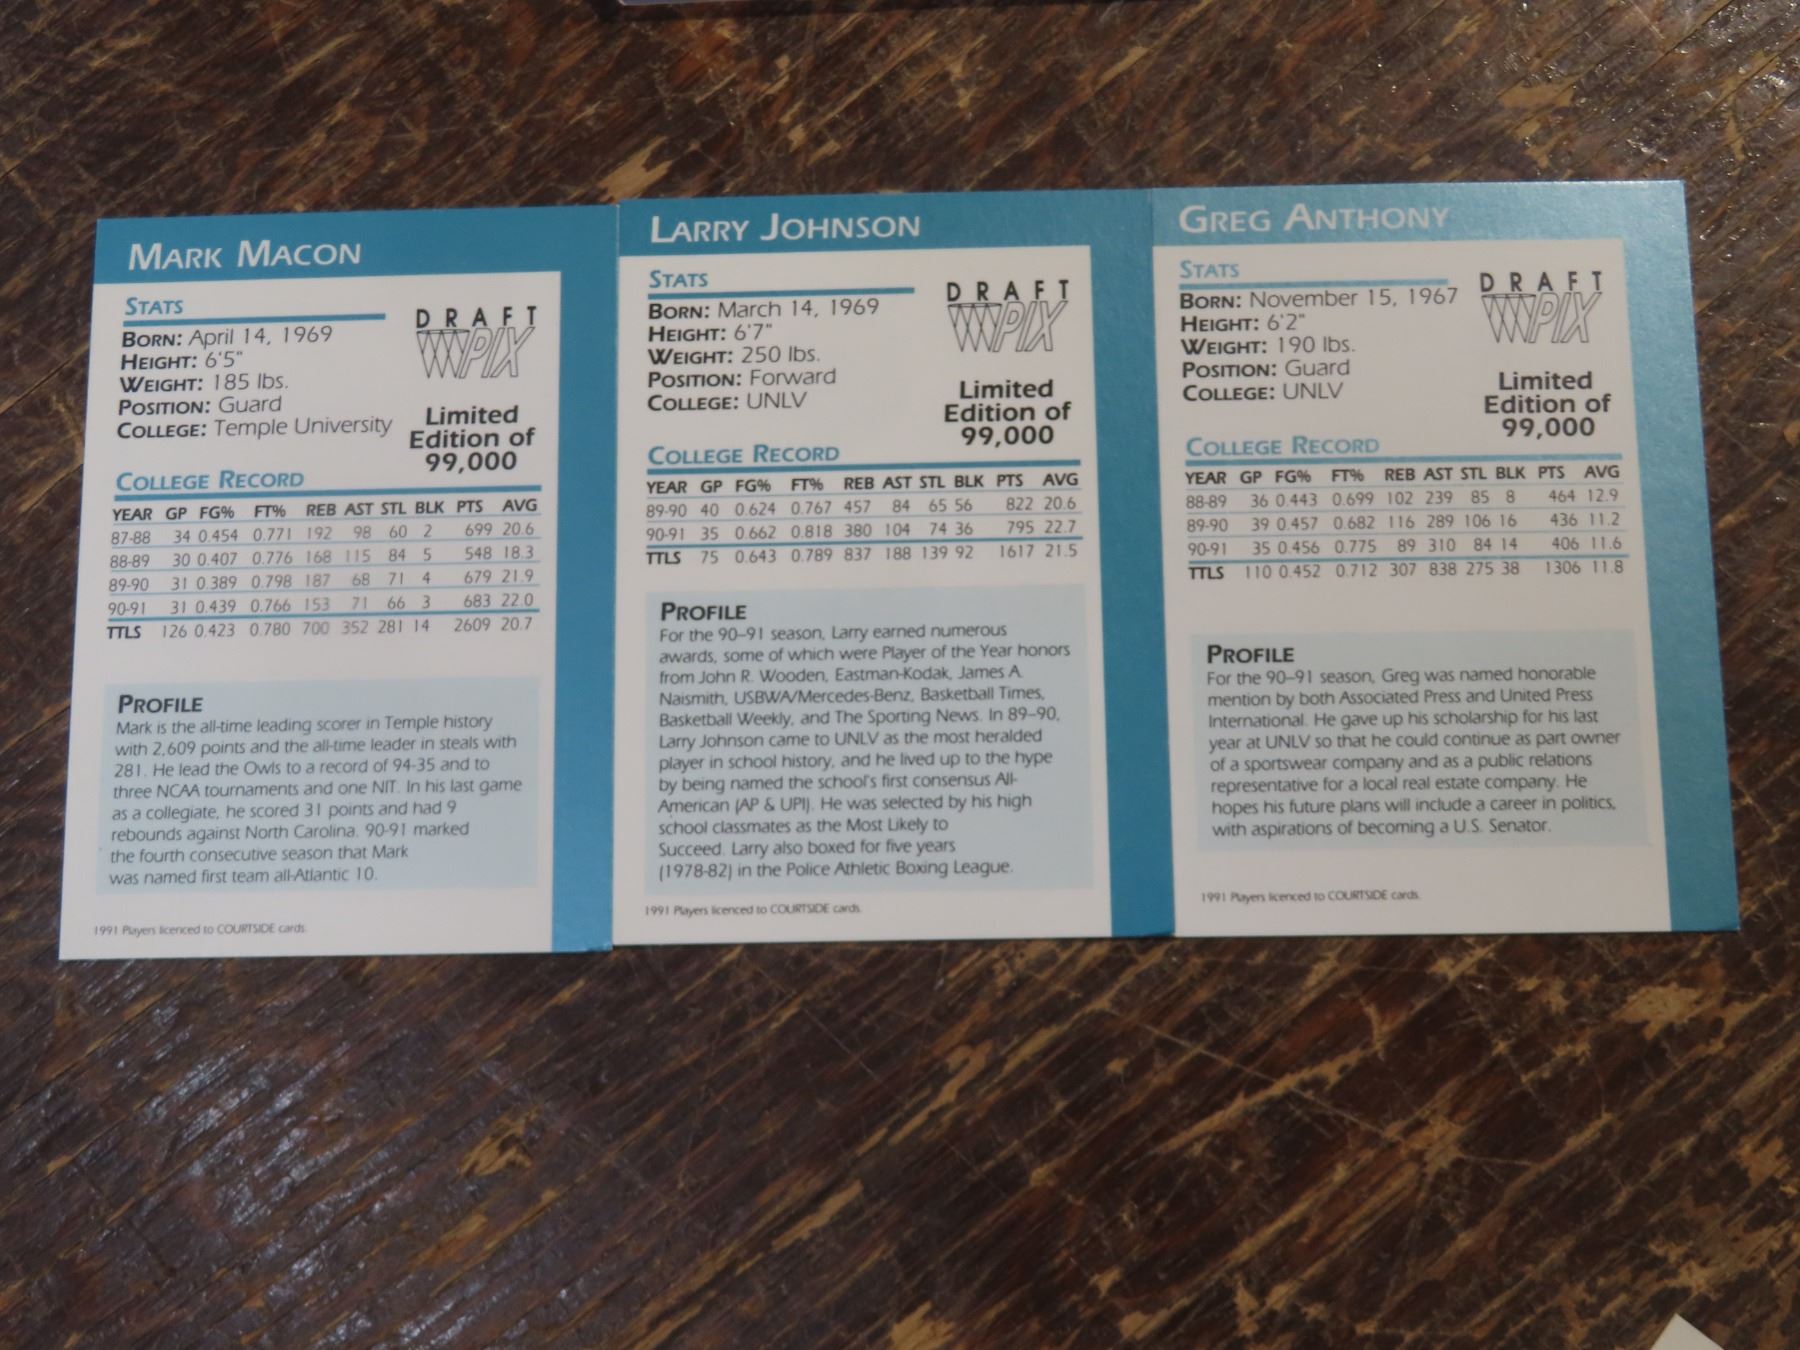 MARK MACON
STATS
BORN: April 14, 1969
HEIGHT: 6'5"
WEIGHT: 185 lbs.
POSITION: Guard
COLLEGE: Temple University
DRAFT
PIX
Limited
Edition of
99,000
COLLEGE RECORD
YEAR GP FG% FT% REB AST STL BLK PTS AVG
87-88 34 0.454 0.771 192 98 60 2 699 20.6
88-89 30 0.407 0.776 168 115 84 5 548 18.3
89-90 31 0.389 0.798 187 68 71 4 679 21.9
90-91 31 0.439 0.766 153 71 66 3 683 22.0
TTLS 126 0.423 0.780 700 352 281 14 2609 20.7
PROFILE
Mark is the all-time leading scorer in Temple history
with 2,609 points and the all-time leader in steals with
281. He lead the Owls to a record of 94-35 and to
three NCAA tournaments and one NIT. In his last game
as a collegiate, he scored 31 points and had 9
rebounds against North Carolina. 90-91 marked
the fourth consecutive season that Mark
was named first team all-Atlantic 10.
1991 Players licenced to COURTSIDE cards.
LARRY JOHNSON
STATS
BORN: March 14, 1969
HEIGHT: 6'7"
WEIGHT: 250 lbs.
POSITION: Forward
COLLEGE: UNLV
DRAFT
PIX
Limited
Edition of
99,000
COLLEGE RECORD
YEAR GP FG% FT% REB AST STL BLK PTS AVG
89-90 40 0.624 0.767 457 84 65 56 822 20.6
90-91 35 0.662 0.818 380 104 74 36 795 22.7
TTLS 75 0.643 0.789 837 188 139 92 1617 21.5
PROFILE
For the 90–91 season, Larry earned numerous
awards, some of which were Player of the Year honors
from John R. Wooden, Eastman-Kodak, James A.
Naismith, USBWA/Mercedes-Benz, Basketball Times,
Basketball Weekly, and The Sporting News. In 89–90,
Larry Johnson came to UNLV as the most heralded
player in school history, and he lived up to the hype
by being named the school's first consensus All-
American (AP & UPI). He was selected by his high
school classmates as the Most Likely to
Succeed. Larry also boxed for five years
(1978-82) in the Police Athletic Boxing League.
1991 Players licenced to COURTSIDE cards.
GREG ANTHONY
STATS
BORN: November 15, 1967
HEIGHT: 6'2"
WEIGHT: 190 lbs.
POSITION: Guard
COLLEGE: UNLV
DRAFT
PIX
Limited
Edition of
99,000
COLLEGE RECORD
YEAR GP FG% FT% REB AST STL BLK PTS AVG
88-89 36 0.443 0.699 102 239 85 8 464 12.9
89-90 39 0.457 0.682 116 289 106 16 436 11.2
90-91 35 0.456 0.775 89 310 84 14 406 11.6
TTLS 110 0.452 0.712 307 838 275 38 1306 11.8
PROFILE
For the 90–91 season, Greg was named honorable
mention by both Associated Press and United Press
International. He gave up his scholarship for his last
year at UNLV so that he could continue as part owner
of a sportswear company and as a public relations
representative for a local real estate company. He
hopes his future plans will include a career in politics,
with aspirations of becoming a U.S. Senator.
1991 Players licenced to COURTSIDE cards.